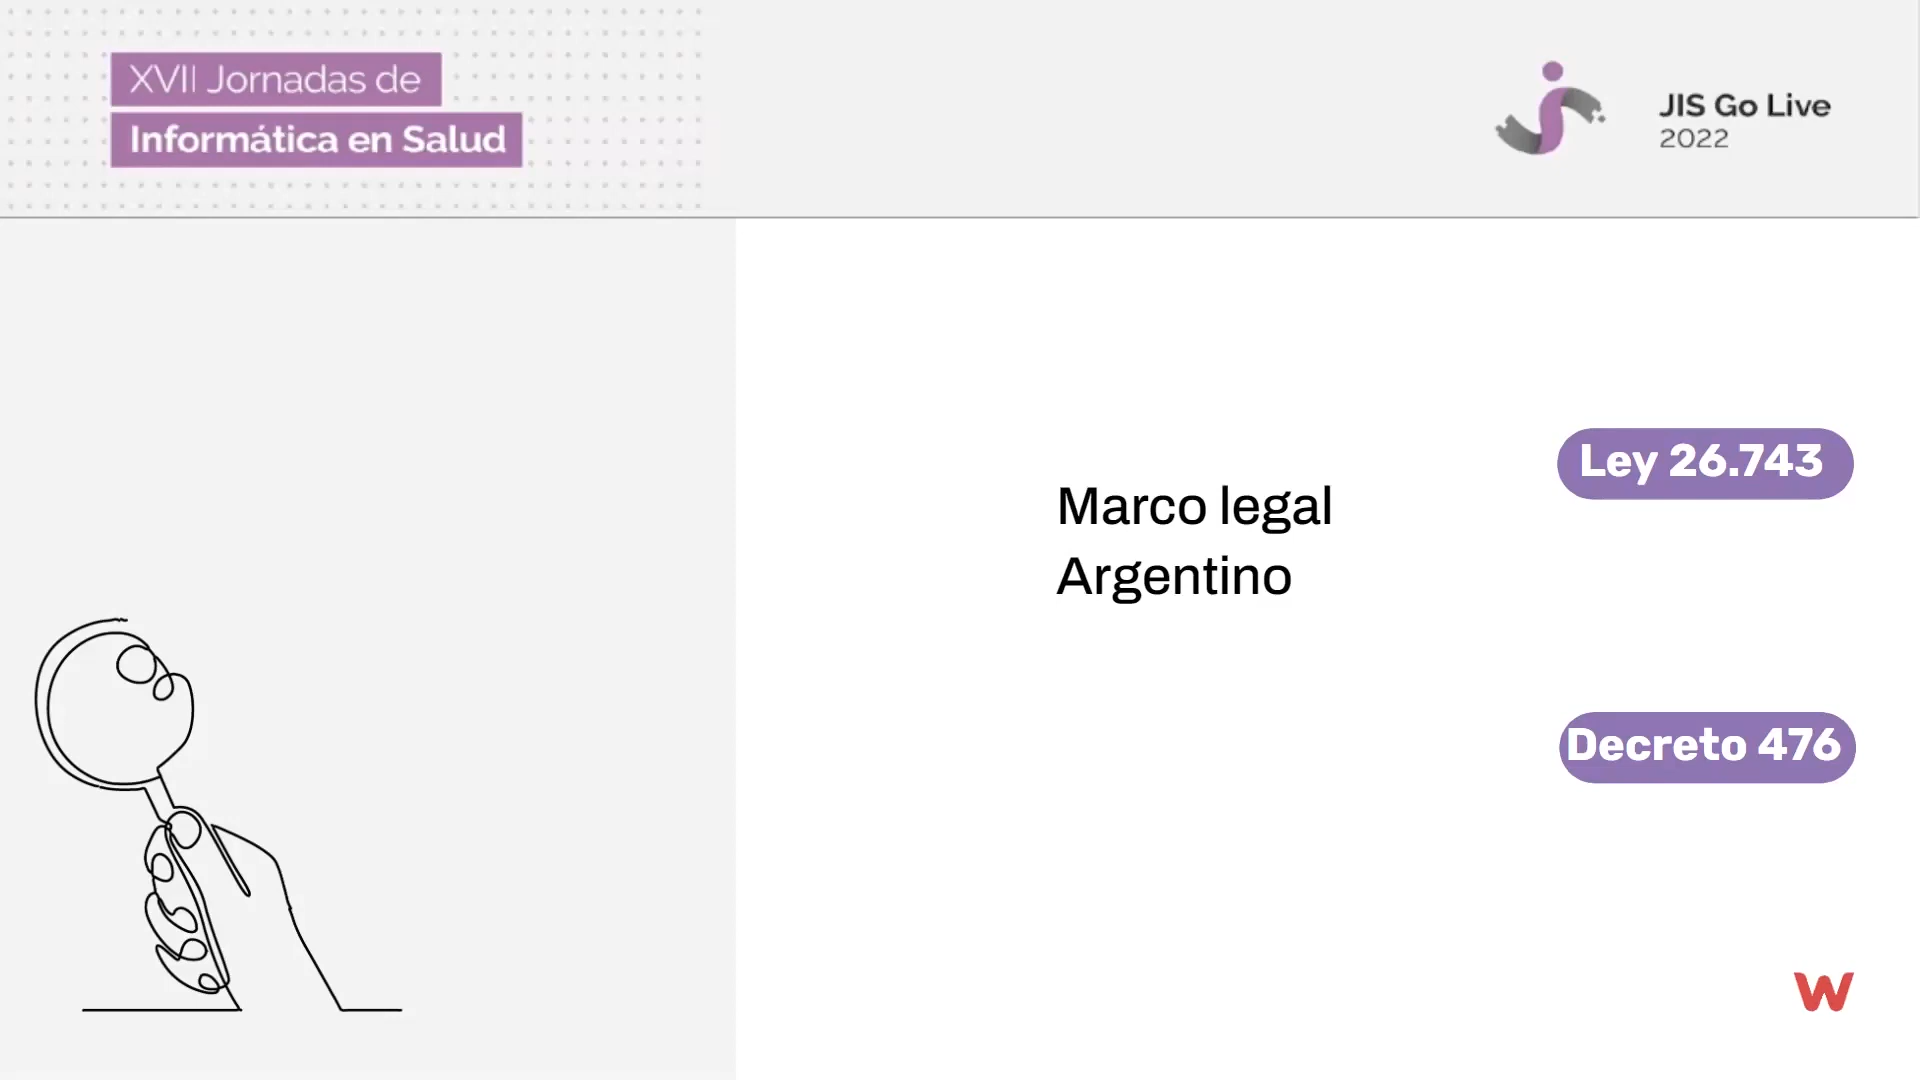 XVII Jornadas de
Informática en Salud
JIS Go Live
2022
Marco legal
Argentino
Ley 26.743
Decreto 476
W